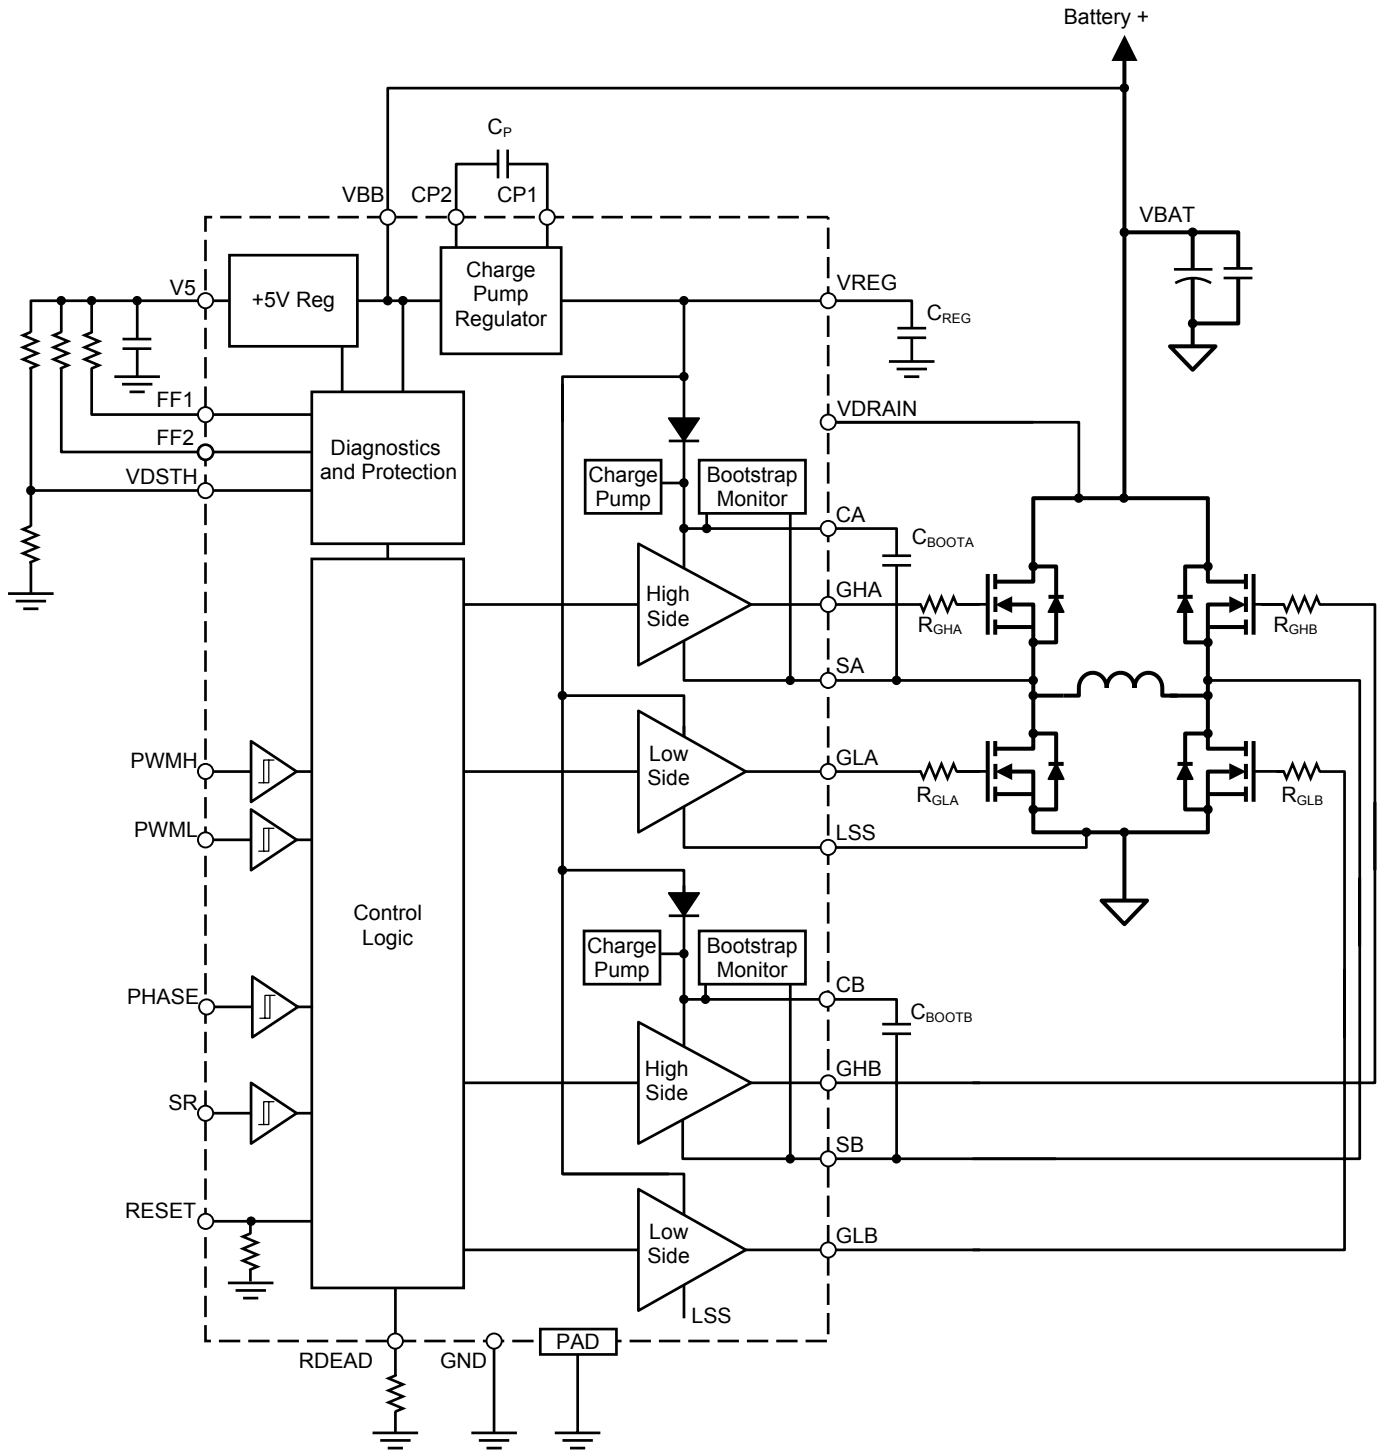 Battery +
CP
VBB
CP2
CP1
VBAT
V5
+5V Reg
Charge
Pump
Regulator
VREG
CREG
FF1
FF2
VDSTH
Diagnostics
and Protection
VDRAIN
Charge
Pump
Bootstrap
Monitor
CA
CBOOTA
High
Side
GHA
RGHA
RGHB
SA
PWMH
Low
Side
GLA
RGLA
RGLB
PWML
LSS
Control
Logic
Charge
Pump
Bootstrap
Monitor
PHASE
CB
CBOOTB
High
Side
GHB
SR
SB
RESET
Low
Side
GLB
LSS
RDEAD
GND
PAD